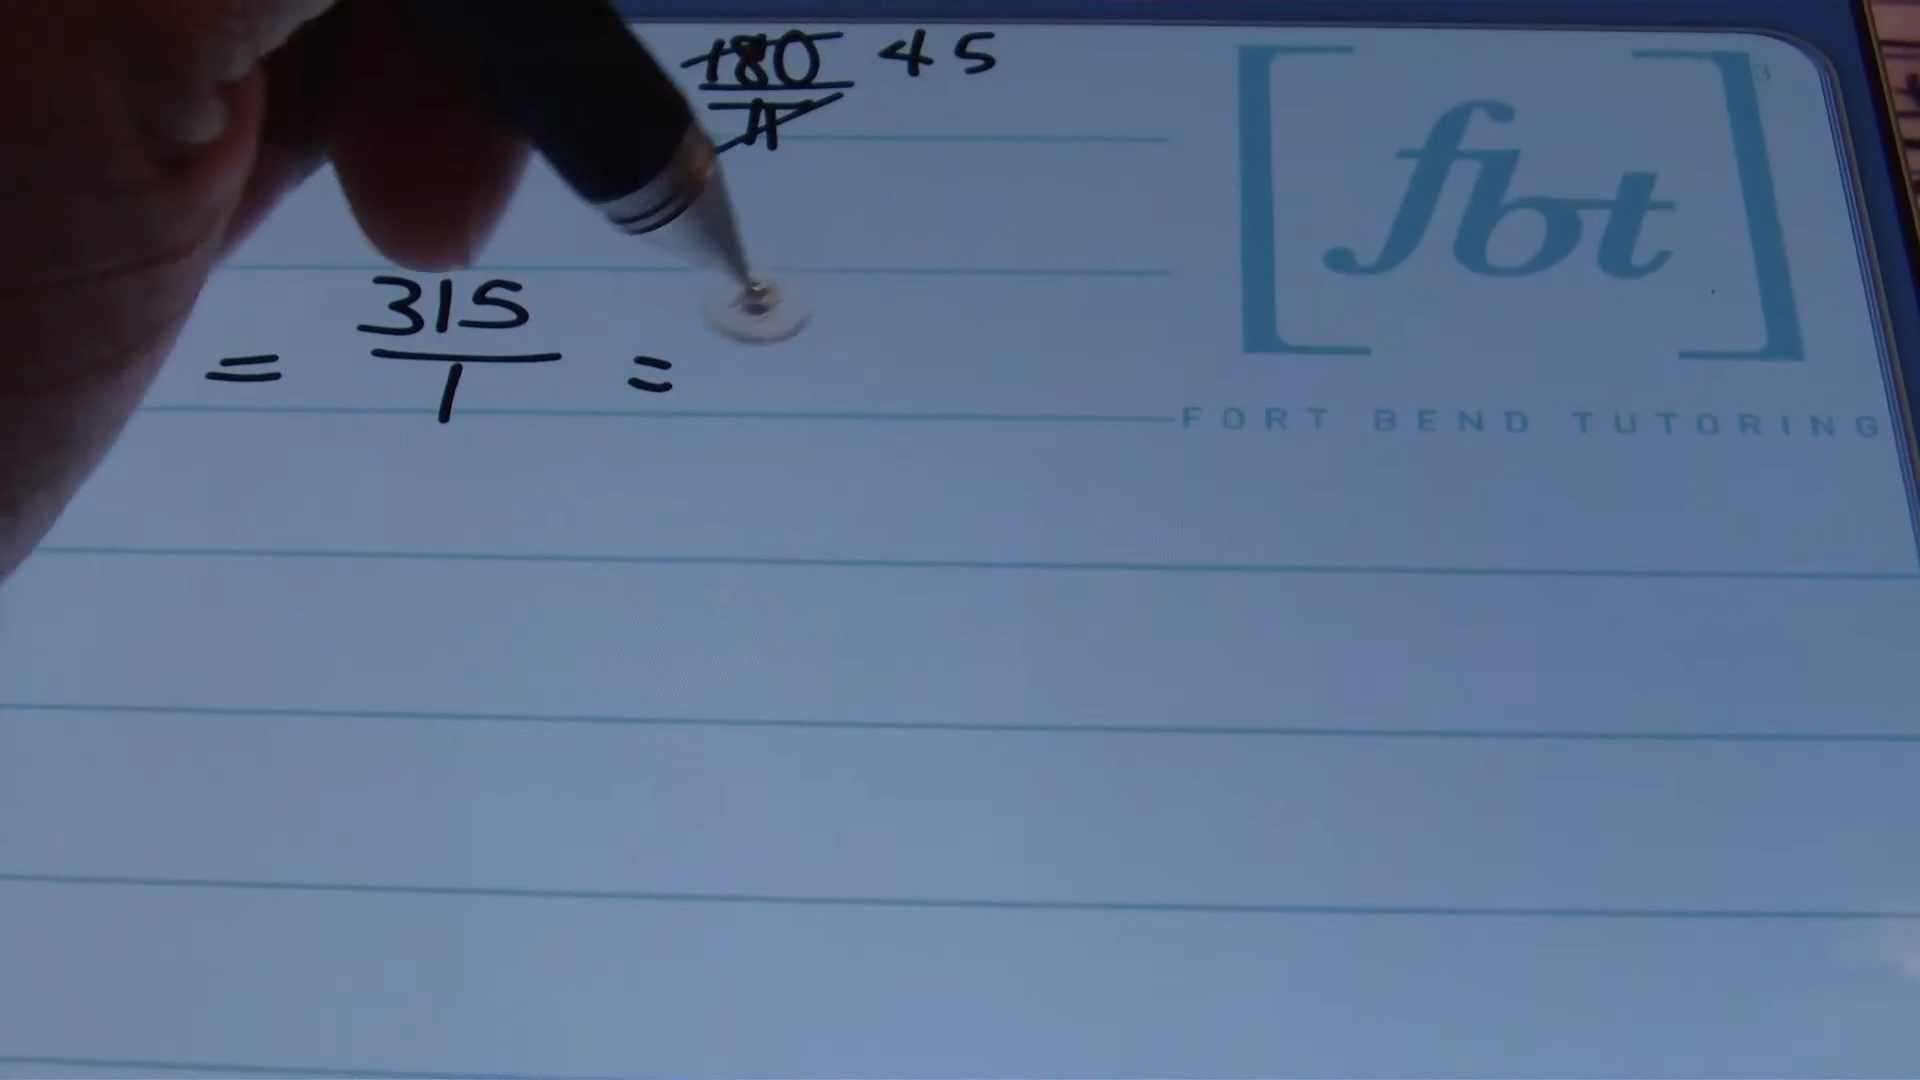 180 45
π
fbt
315
= =
1
FORT BEND TUTORING